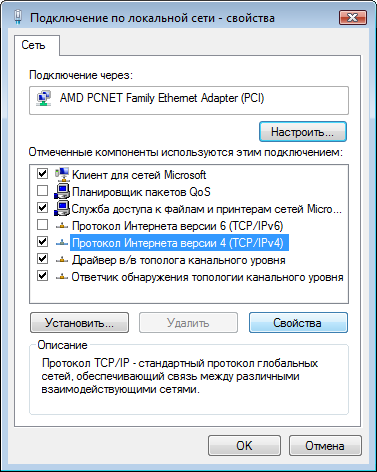 Подключение по локальной сети - свойства
Сеть
Подключение через:
AMD PCNET Family Ethernet Adapter (PCI)
Настроить...
Отмеченные компоненты используются этим подключением:
Клиент для сетей Microsoft
Планировщик пакетов QoS
Служба доступа к файлам и принтерам сетей Micro...
Протокол Интернета версии 6 (TCP/IPv6)
Протокол Интернета версии 4 (TCP/IPv4)
Драйвер в/в тополога канального уровня
Ответчик обнаружения топологии канального уровня
Установить...
Удалить
Свойства
Описание
Протокол TCP/IP - стандартный протокол глобальных
сетей, обеспечивающий связь между различными
взаимодействующими сетями.
OK
Отмена